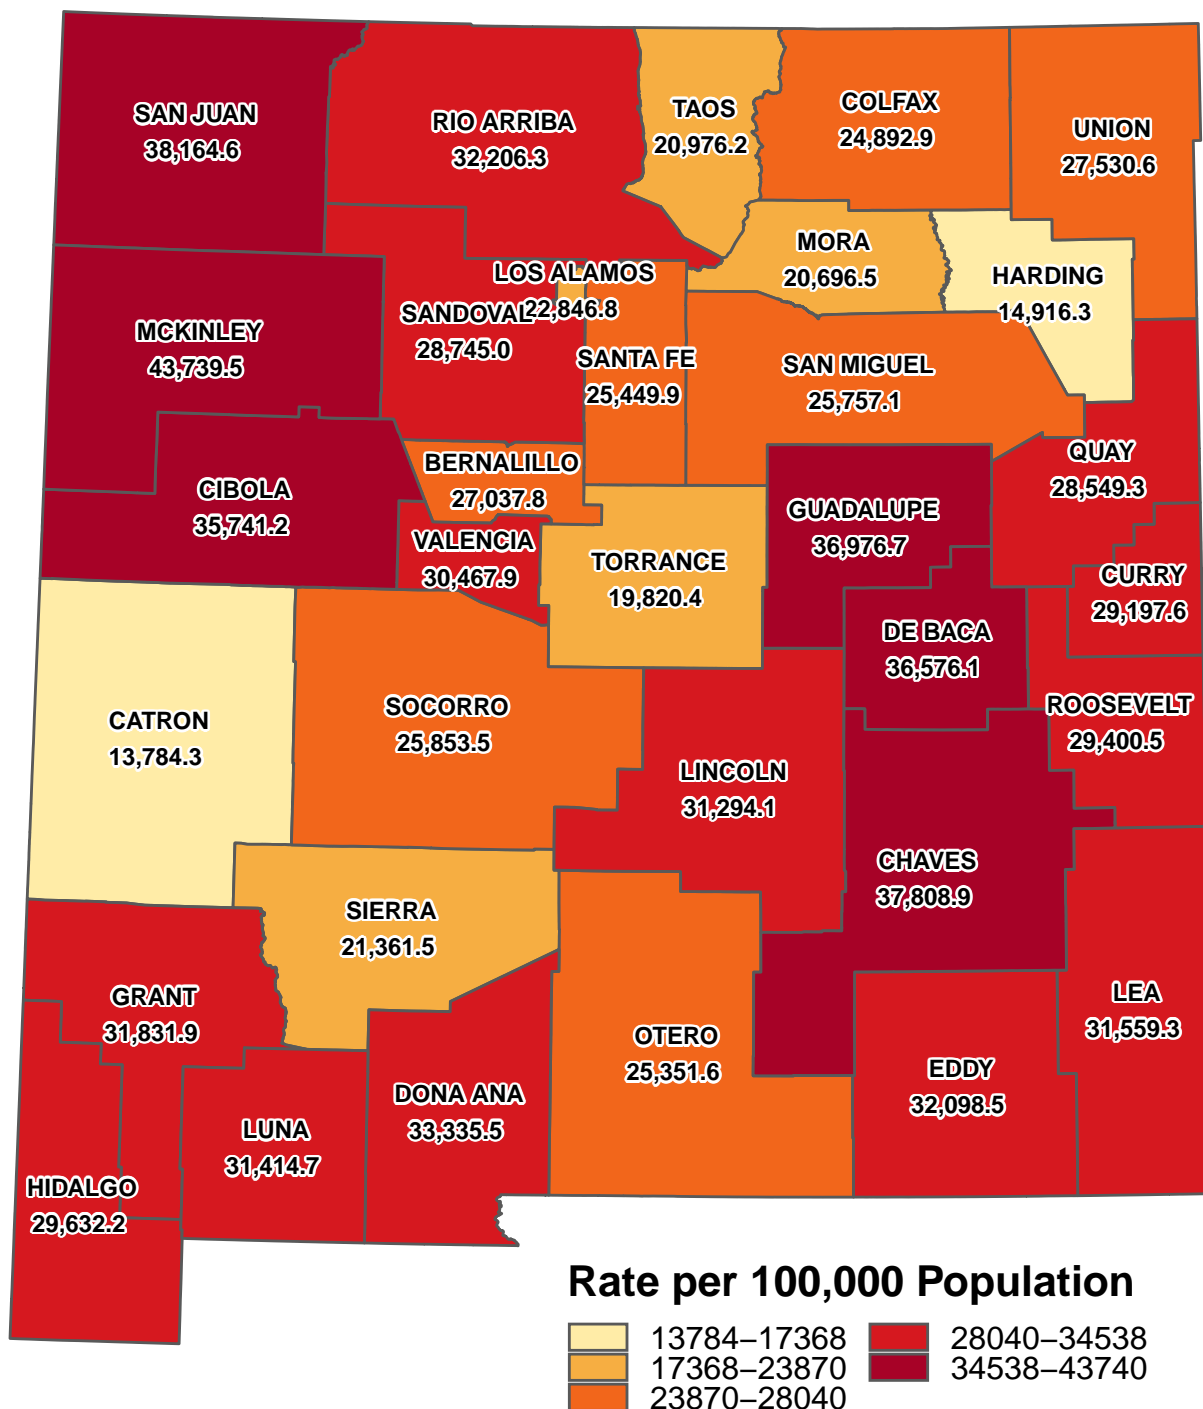 SAN JUAN
38,164.6
RIO ARRIBA
32,206.3
TAOS
20,976.2
COLFAX
24,892.9
UNION
27,530.6
MORA
20,696.5
HARDING
14,916.3
LOS ALAMOS
22,846.8
SANDOVAL
28,745.0
MCKINLEY
43,739.5
SANTA FE
25,449.9
SAN MIGUEL
25,757.1
QUAY
28,549.3
BERNALILLO
27,037.8
CIBOLA
35,741.2
GUADALUPE
36,976.7
VALENCIA
30,467.9
TORRANCE
19,820.4
CURRY
29,197.6
DE BACA
36,576.1
CATRON
13,784.3
SOCORRO
25,853.5
ROOSEVELT
29,400.5
LINCOLN
31,294.1
CHAVES
37,808.9
SIERRA
21,361.5
GRANT
31,831.9
LEA
31,559.3
OTERO
25,351.6
EDDY
32,098.5
DONA ANA
33,335.5
LUNA
31,414.7
HIDALGO
29,632.2
Rate per 100,000 Population
13784–17368
17368–23870
23870–28040
28040–34538
34538–43740